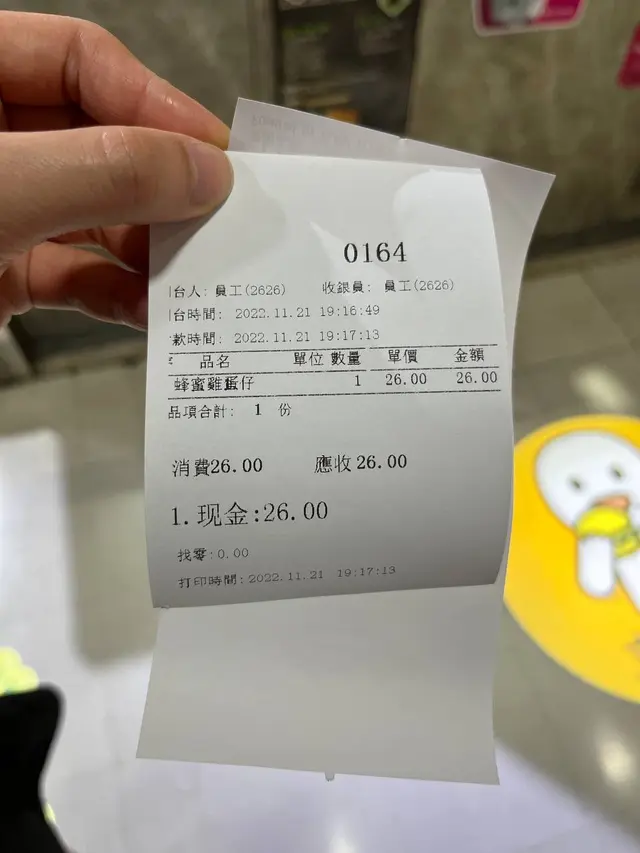 0164
台人: 員工(2626) 收銀員: 員工(2626)
台時間: 2022.11.21 19:16:49
款時間: 2022.11.21 19:17:13
品名 單位 數量 單價 金額
蜂蜜雞蛋仔 1 26.00 26.00
品項合計: 1 份
消費26.00 應收26.00
1.现金:26.00
找零:0.00
打印時間:2022.11.21 19:17:13